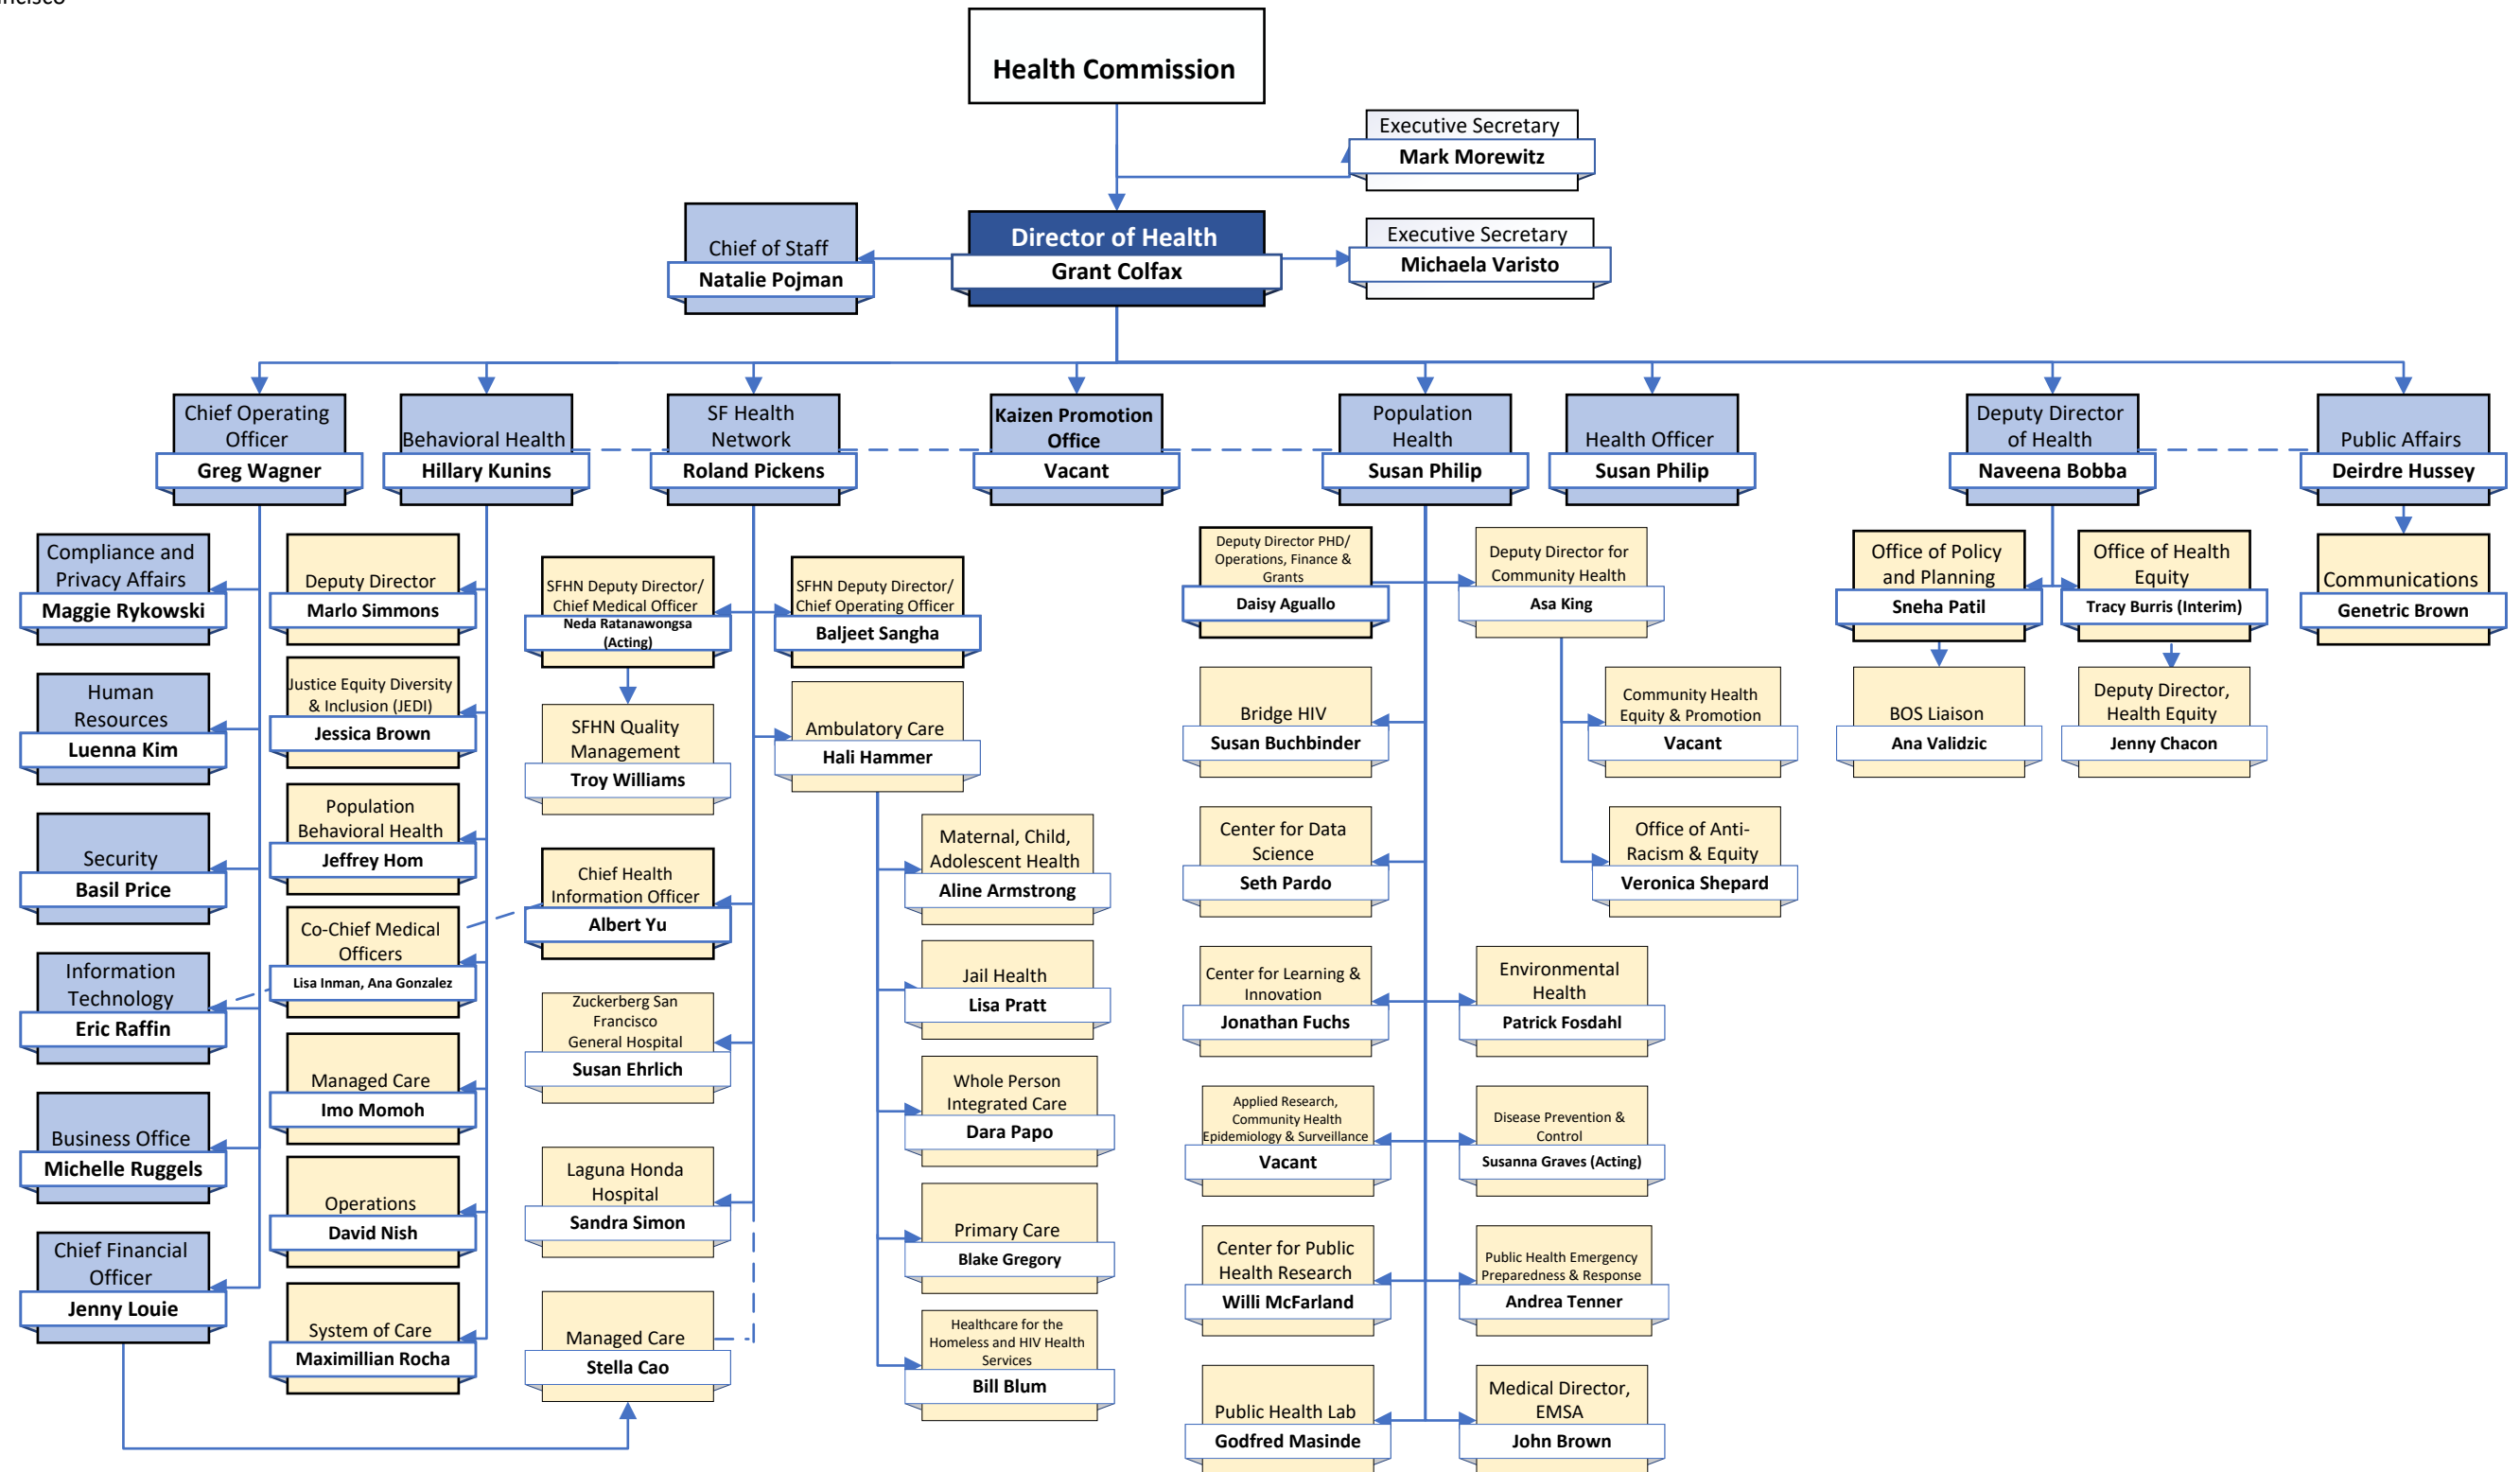 Health Commission
Executive Secretary
Mark Morewitz
Chief of Staff
Natalie Pojman
Director of Health
Grant Colfax
Executive Secretary
Michaela Varisto
Chief Operating
Officer
Greg Wagner
Behavioral Health
Hillary Kunins
SF Health
Network
Roland Pickens
Kaizen Promotion
Office
Vacant
Population
Health
Susan Philip
Health Officer
Susan Philip
Deputy Director
of Health
Naveena Bobba
Public Affairs
Deirdre Hussey
Compliance and
Privacy Affairs
Maggie Rykowski
Human
Resources
Luenna Kim
Security
Basil Price
Information
Technology
Eric Raffin
Business Office
Michelle Ruggels
Chief Financial
Officer
Jenny Louie
Deputy Director
Marlo Simmons
Justice Equity Diversity
& Inclusion (JEDI)
Jessica Brown
Population
Behavioral Health
Jeffrey Hom
Co-Chief Medical
Officers
Lisa Inman, Ana Gonzalez
Managed Care
Imo Momoh
Operations
David Nish
System of Care
Maximillian Rocha
SFHN Deputy Director/
Chief Medical Officer
Neda Ratanawongsa
(Acting)
SFHN Quality
Management
Troy Williams
Chief Health
Information Officer
Albert Yu
Zuckerberg San
Francisco
General Hospital
Susan Ehrlich
Laguna Honda
Hospital
Sandra Simon
Managed Care
Stella Cao
SFHN Deputy Director/
Chief Operating Officer
Baljeet Sangha
Ambulatory Care
Hali Hammer
Maternal, Child,
Adolescent Health
Aline Armstrong
Jail Health
Lisa Pratt
Whole Person
Integrated Care
Dara Papo
Primary Care
Blake Gregory
Healthcare for the
Homeless and HIV Health
Services
Bill Blum
Deputy Director PHD/
Operations, Finance &
Grants
Daisy Aguallo
Bridge HIV
Susan Buchbinder
Center for Data
Science
Seth Pardo
Center for Learning &
Innovation
Jonathan Fuchs
Applied Research,
Community Health
Epidemiology & Surveillance
Vacant
Center for Public
Health Research
Willi McFarland
Public Health Lab
Godfred Masinde
Deputy Director for
Community Health
Asa King
Community Health
Equity & Promotion
Vacant
Office of Anti-
Racism & Equity
Veronica Shepard
Environmental
Health
Patrick Fosdahl
Disease Prevention &
Control
Susanna Graves (Acting)
Public Health Emergency
Preparedness & Response
Andrea Tenner
Medical Director,
EMSA
John Brown
Office of Policy
and Planning
Sneha Patil
BOS Liaison
Ana Validzic
Office of Health
Equity
Tracy Burris (Interim)
Deputy Director,
Health Equity
Jenny Chacon
Communications
Genetric Brown